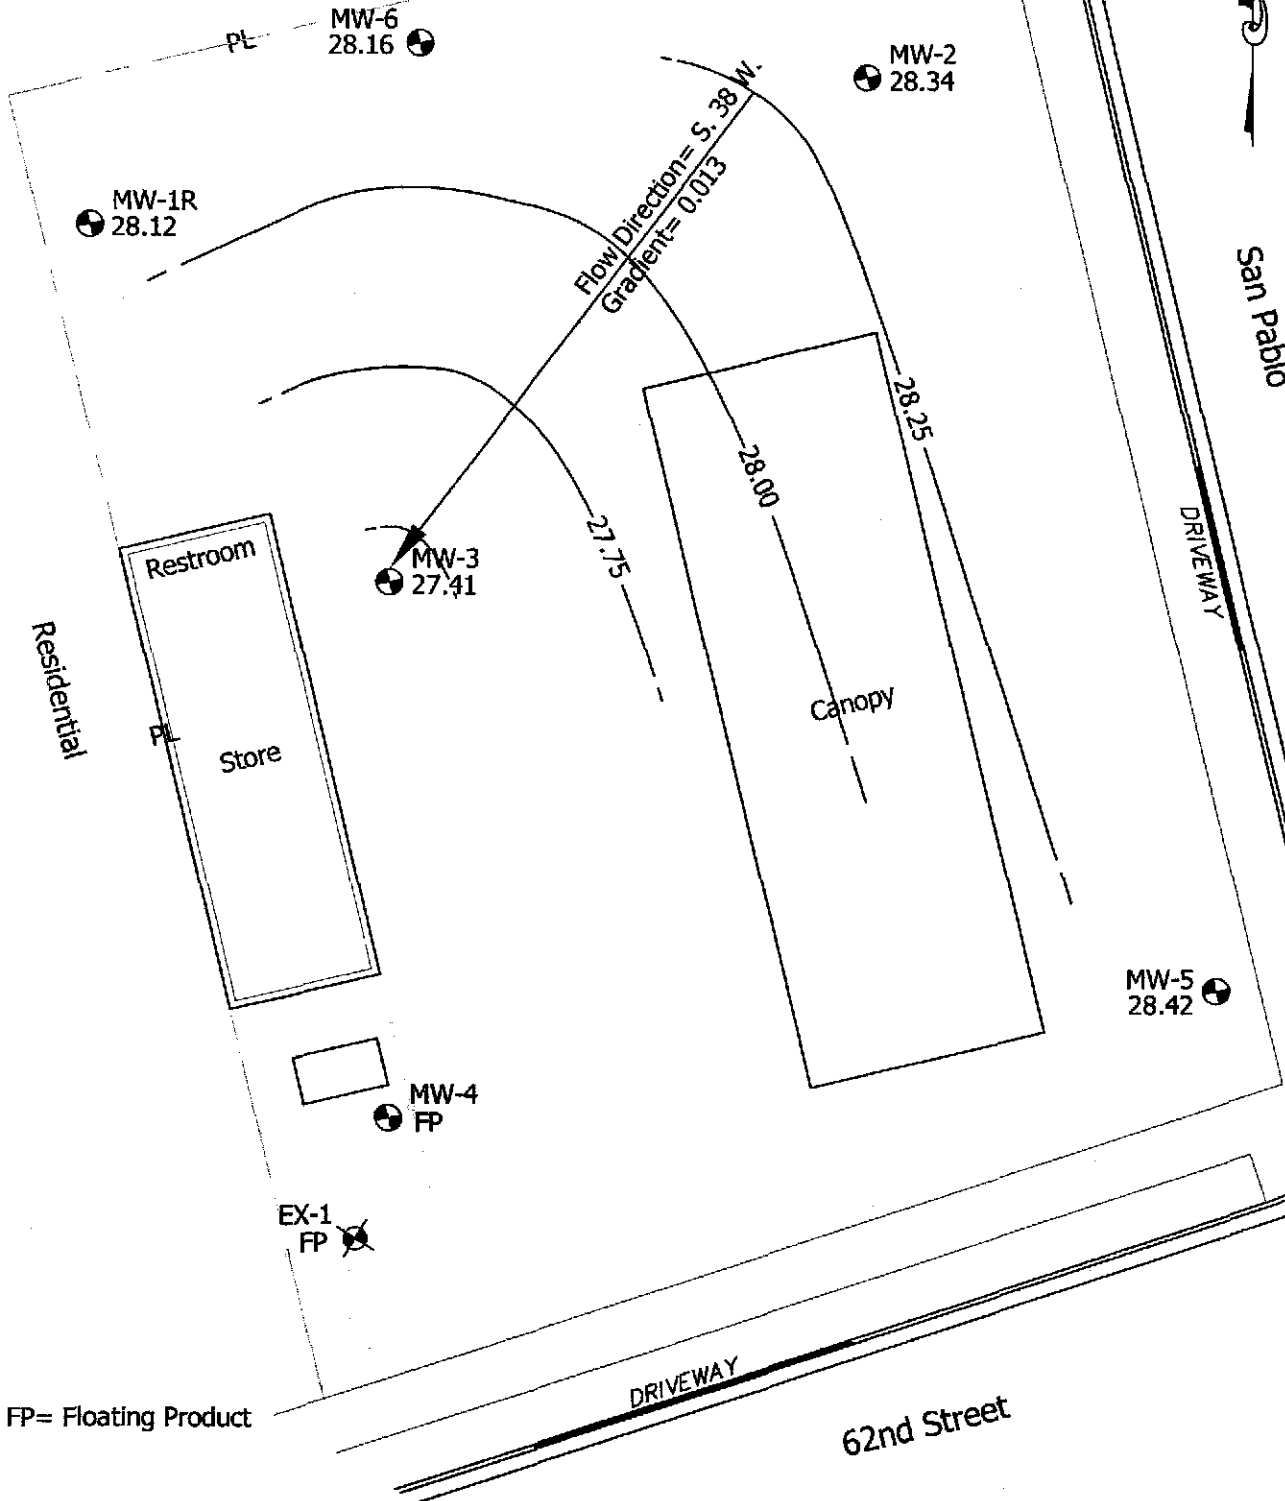 PL
MW-6
28.16
MW-2
28.34
MW-1R
28.12
Flow Direction= S. 38 W.
Gradient= 0.013
San Pablo
28.25
28.00
27.75
DRIVEWAY
Restroom
MW-3
27.41
Residential
PL
Store
Canopy
MW-5
28.42
MW-4
FP
EX-1
FP
DRIVEWAY
FP= Floating Product
62nd Street